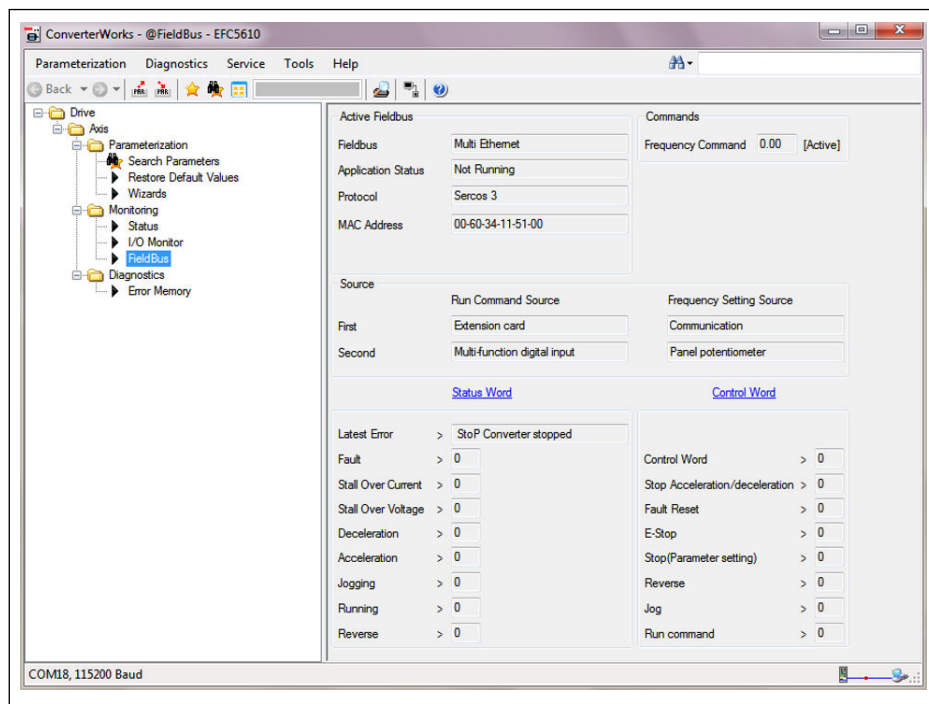 ConverterWorks - @FieldBus - EFC5610
Parameterization Diagnostics Service Tools Help
Back
Drive
Axis
Parameterization
Search Parameters
Restore Default Values
Wizards
Monitoring
Status
I/O Monitor
FieldBus
Diagnostics
Error Memory
Active Fieldbus
Fieldbus Multi Ethernet
Application Status Not Running
Protocol Sercos 3
MAC Address 00-60-34-11-51-00
Commands
Frequency Command 0.00 [Active]
Source
Run Command Source Frequency Setting Source
First Extension card Communication
Second Multi-function digital input Panel potentiometer
Status Word
Latest Error > StoP Converter stopped
Fault > 0
Stall Over Current > 0
Stall Over Voltage > 0
Deceleration > 0
Acceleration > 0
Jogging > 0
Running > 0
Reverse > 0
Control Word
Control Word > 0
Stop Acceleration/deceleration > 0
Fault Reset > 0
E-Stop > 0
Stop(Parameter setting) > 0
Reverse > 0
Jog > 0
Run command > 0
COM18, 115200 Baud